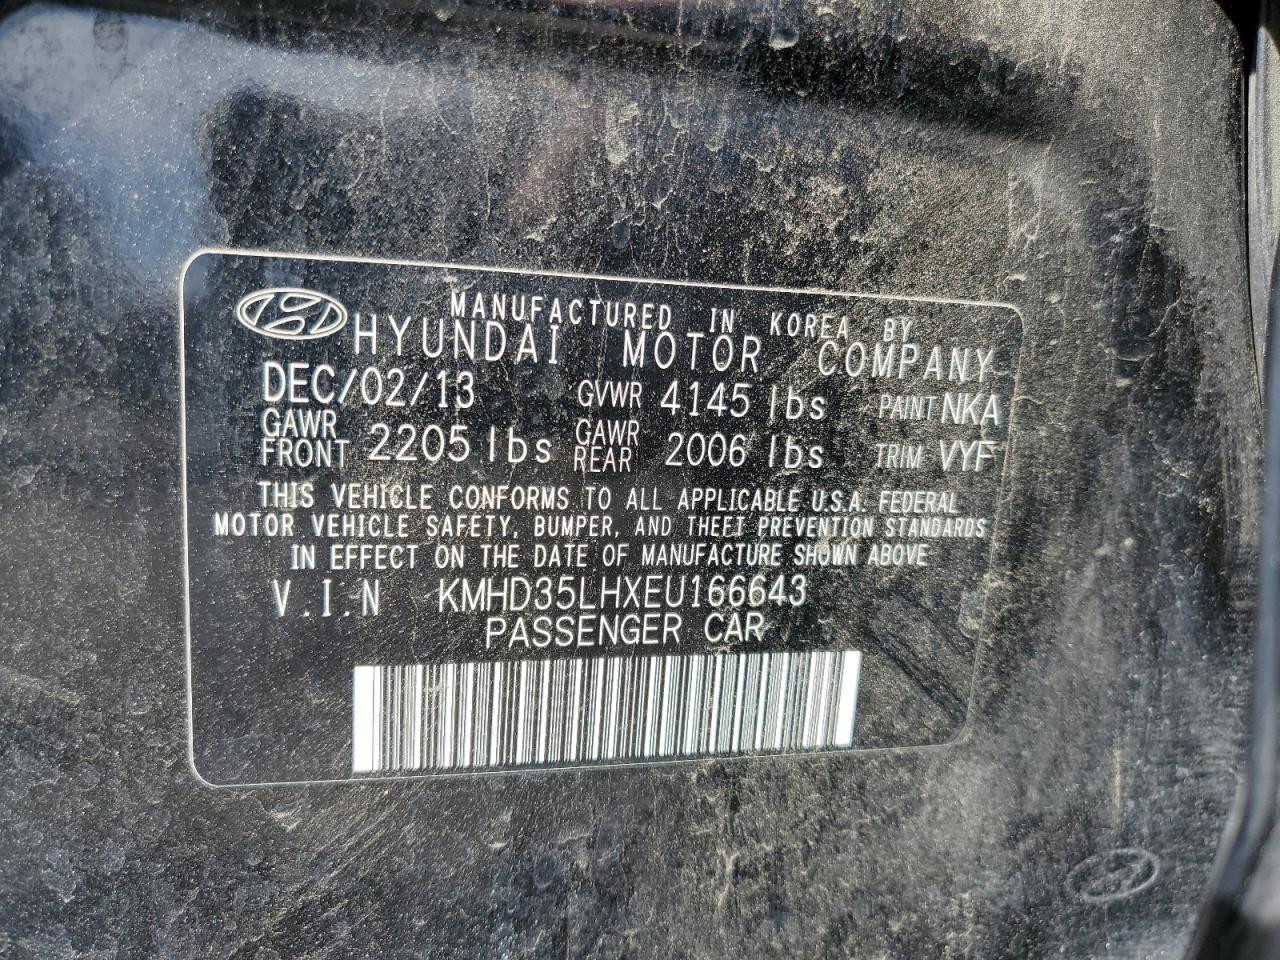 MANUFACTURED IN KOREA BY
HYUNDAI MOTOR COMPANY
DEC/02/13 GVWR 4145 lbs PAINT NKA
GAWR FRONT 2205 lbs GAWR REAR 2006 lbs TRIM VYF
THIS VEHICLE CONFORMS TO ALL APPLICABLE U.S.A. FEDERAL
MOTOR VEHICLE SAFETY, BUMPER, AND THEFT PREVENTION STANDARDS
IN EFFECT ON THE DATE OF MANUFACTURE SHOWN ABOVE
V.I.N KMHD35LHXEU166643
PASSENGER CAR